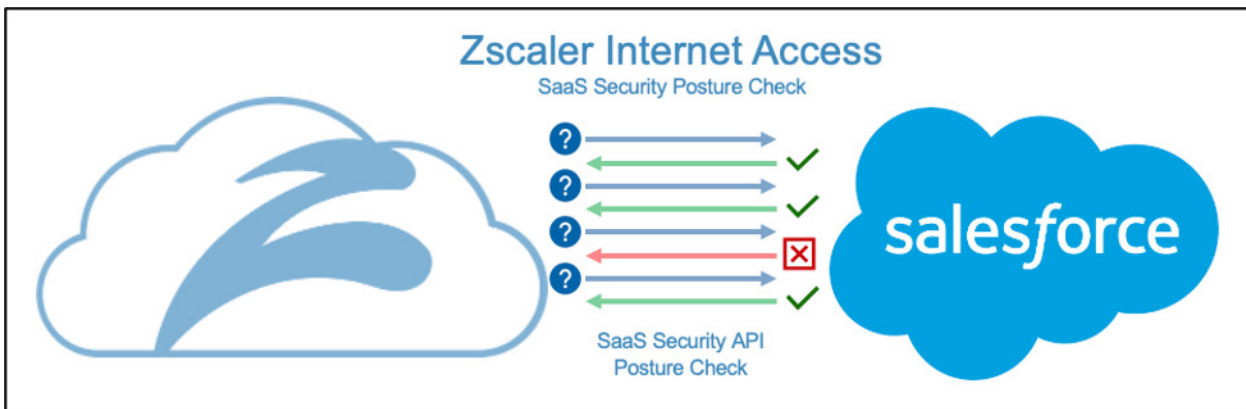 Zscaler Internet Access
SaaS Security Posture Check
?
?
?
?
salesforce
SaaS Security API
Posture Check